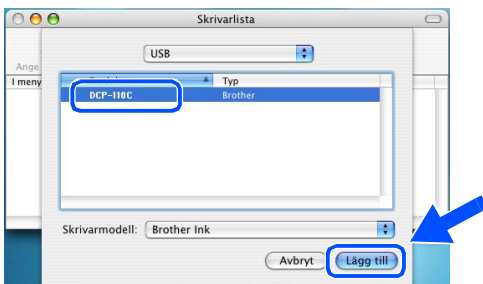 Skrivarlista
USB
Ange
I meny
Typ
DCP-110C Brother
Skrivarmodell: Brother Ink
Avbryt Lägg till